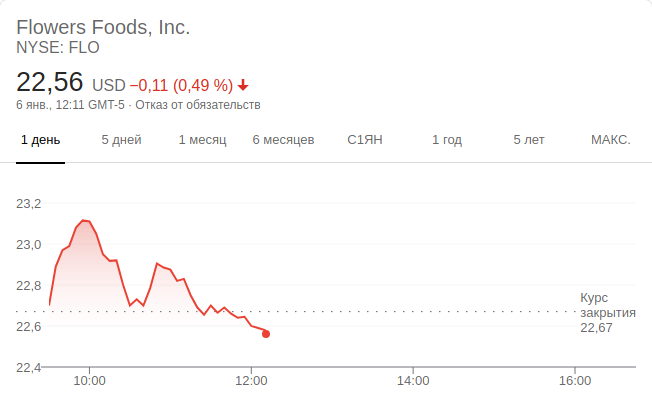 Flowers Foods, Inc.
NYSE: FLO
22,56 USD −0,11 (0,49 %)
6 янв., 12:11 GMT-5 · Отказ от обязательств
1 день 5 дней 1 месяц 6 месяцев С1ЯН 1 год 5 лет МАКС.
23,2
23,0
22,8
22,6
22,4
Курс
закрытия
22,67
10:00 12:00 14:00 16:00